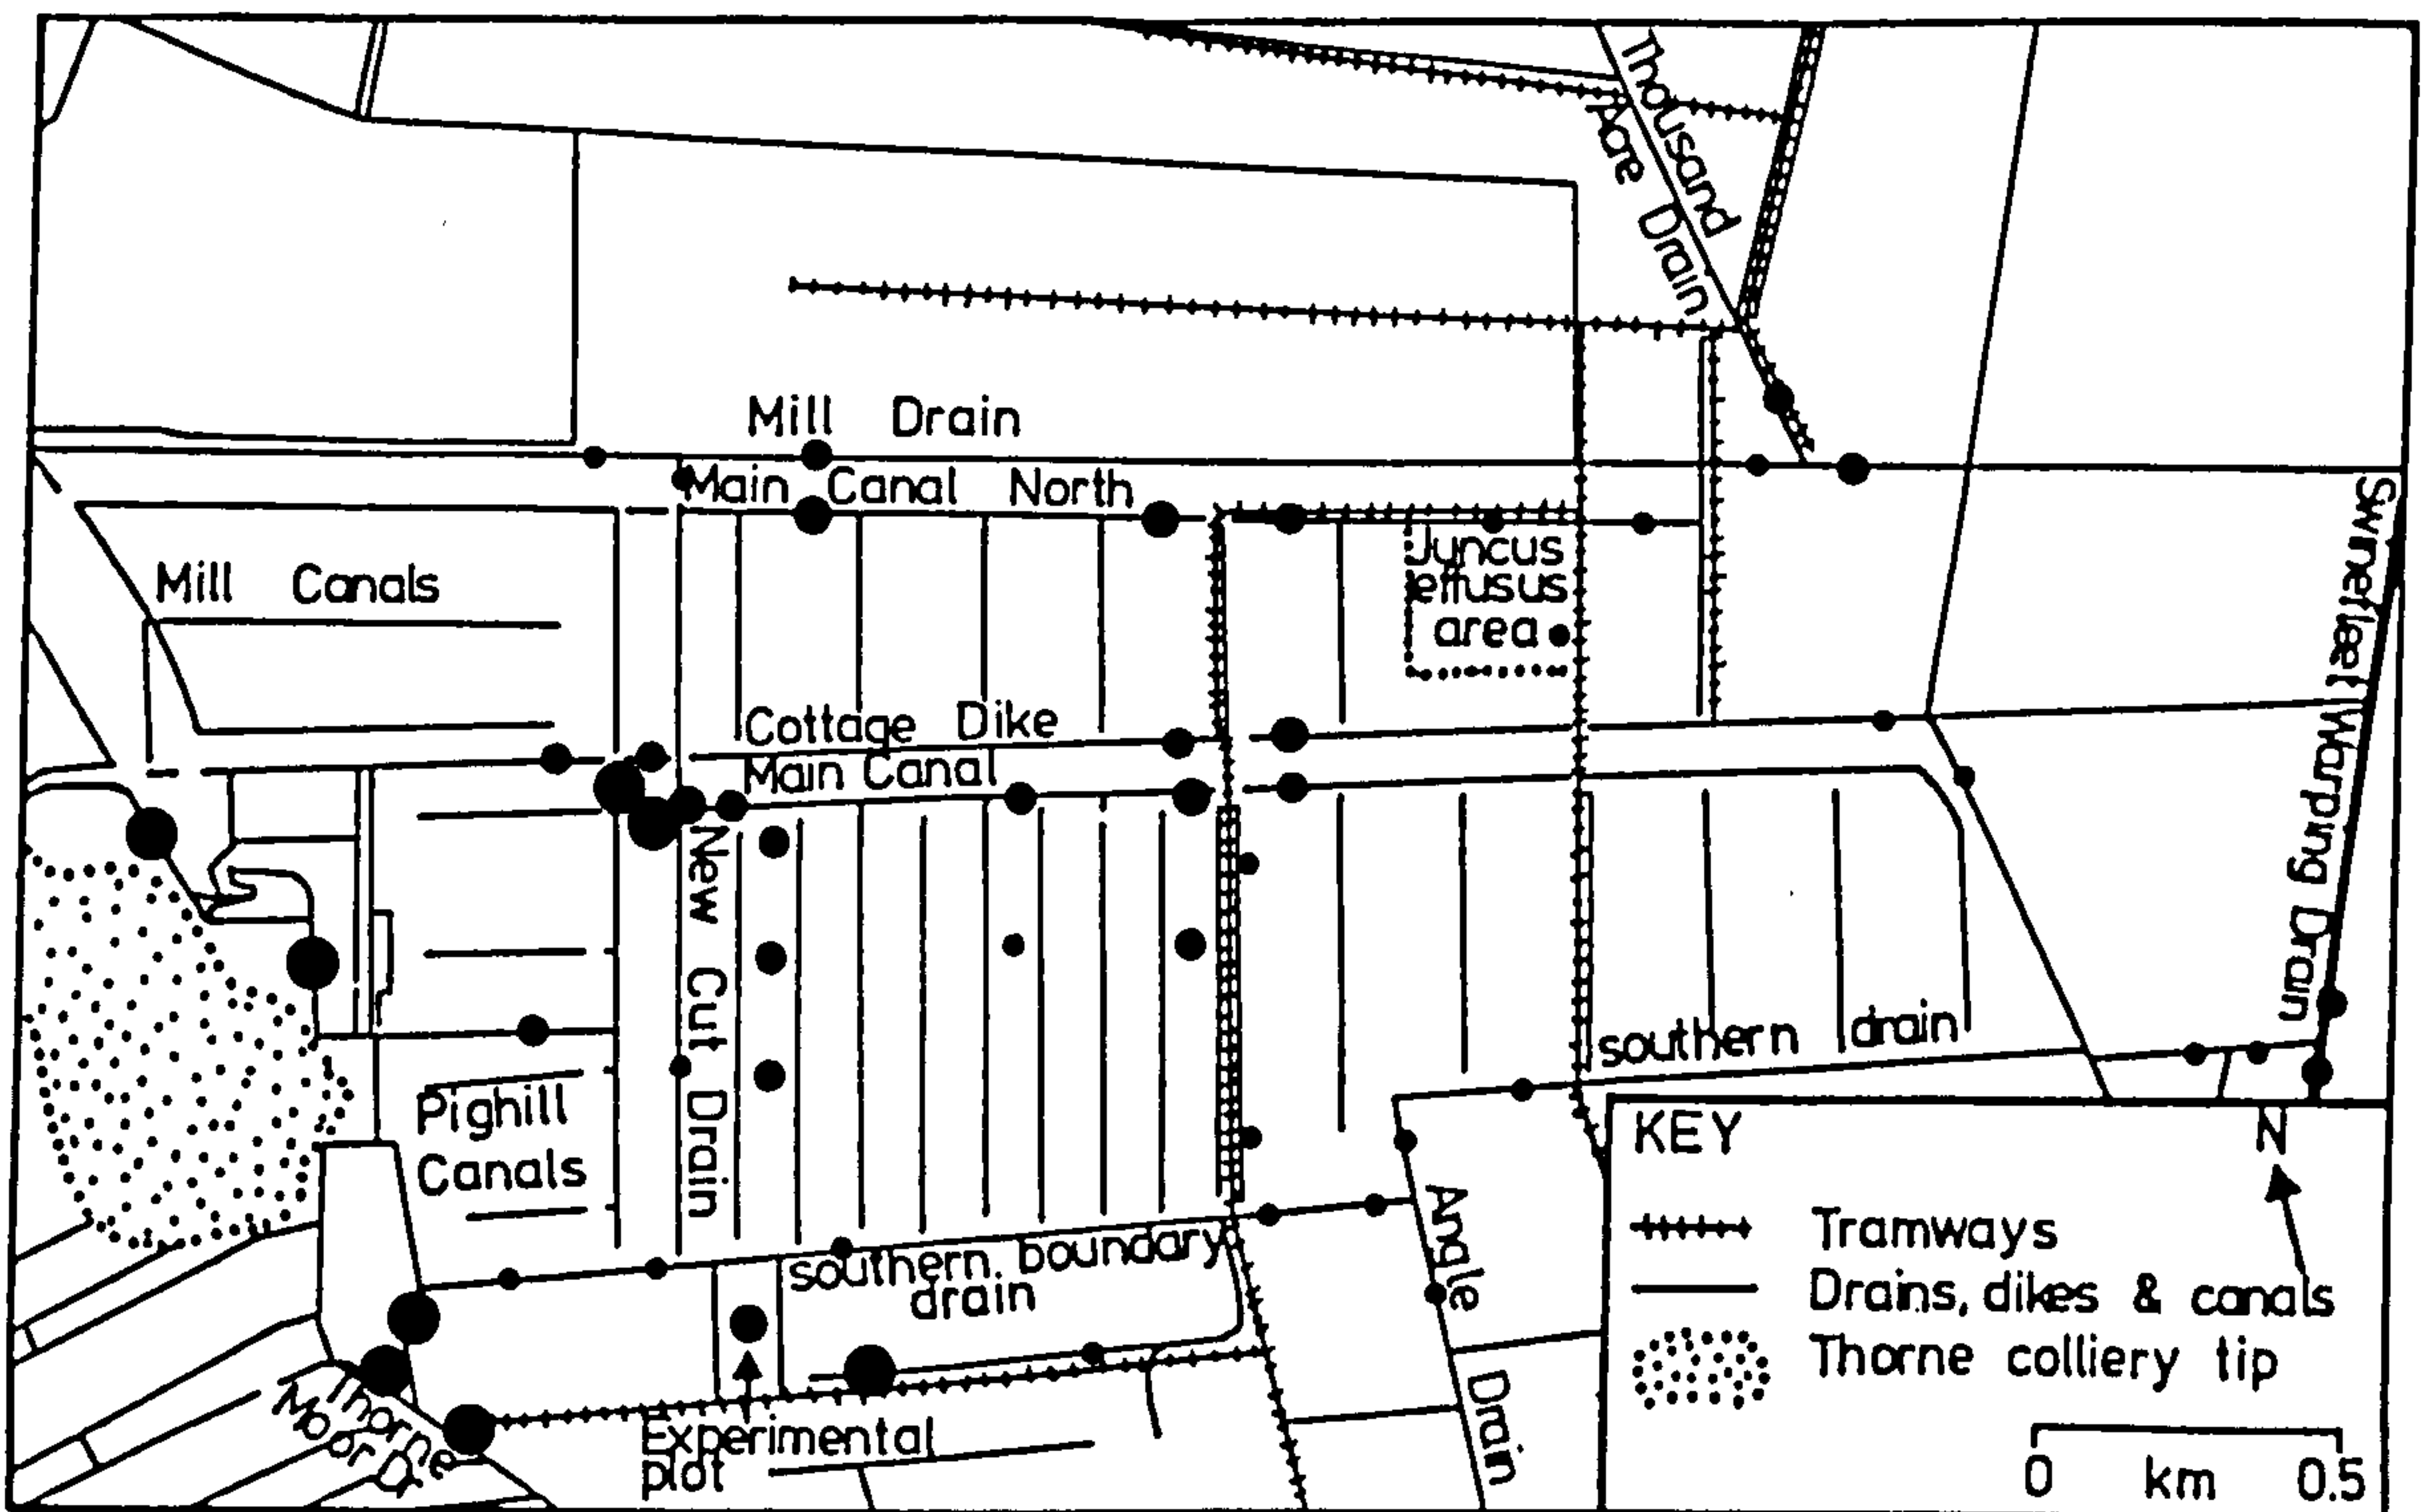 Thousand
Acre Drain
Mill Drain
Main Canal North
Swinefleet Warping Drain
Juncus
effusus
area
Mill Canals
Cottage Dike
Main Canal
New Cut Drain
southern drain
Pighill
Canals
southern boundary
drain
Angle Drain
Experimental
plot
Thorne
Moor Q
KEY
N
Tramways
Drains, dikes & canals
Thorne colliery tip
0 km 0.5